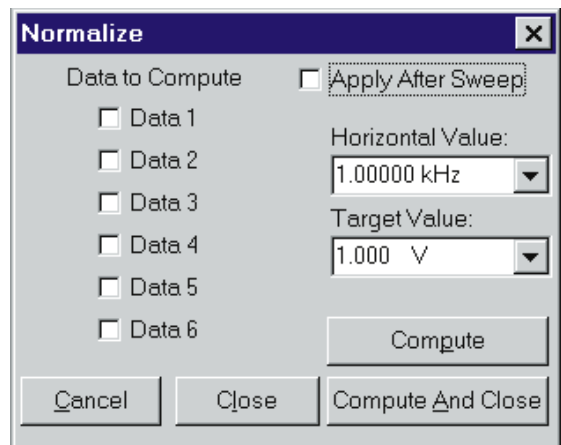 Normalize
Data to Compute
Apply After Sweep
Data 1
Data 2
Data 3
Data 4
Data 5
Data 6
Horizontal Value:
1.00000 kHz
Target Value:
1.000 V
Compute
Cancel
Close
Compute And Close